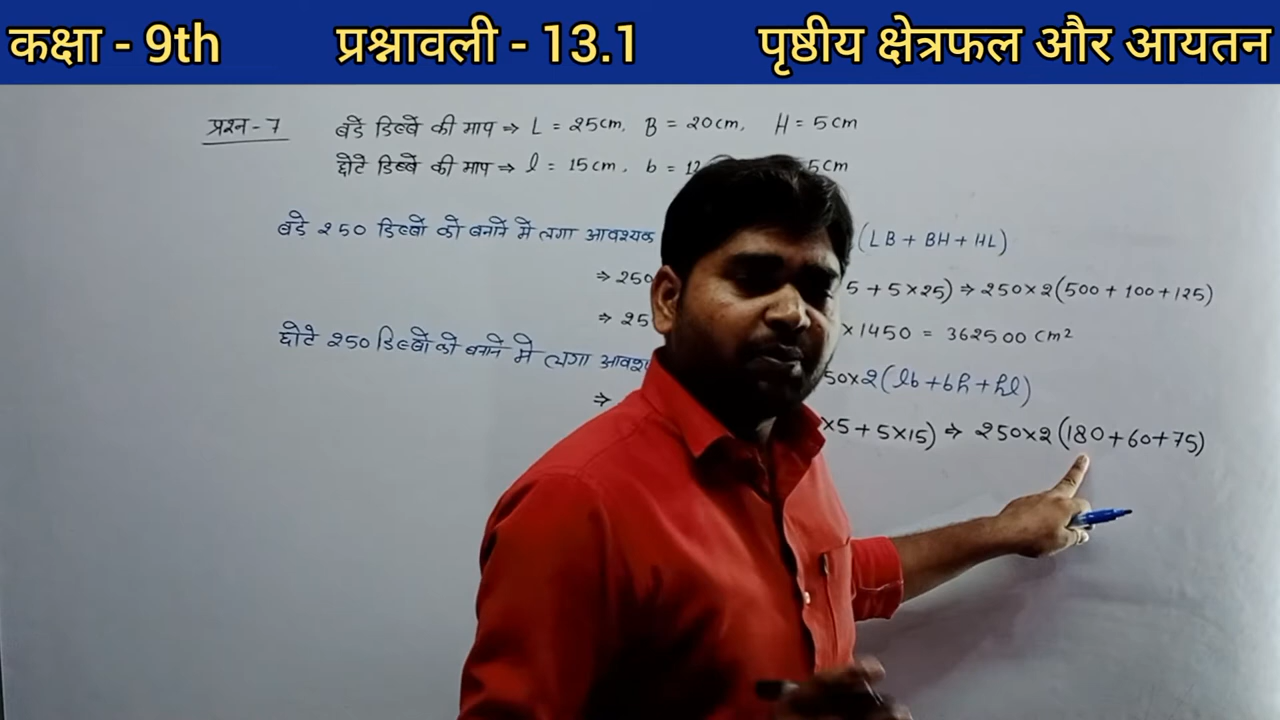 कक्षा - 9th प्रश्नावली - 13.1 पृष्ठीय क्षेत्रफल और आयतन
प्रश्न-7 बडे डिब्बे की माप ⇒ L = 25cm, B = 20cm, H = 5cm
छोटे डिब्बे की माप ⇒ l = 15cm, b = 12 5cm
बडे 250 डिब्बो को बनाने मे लगा आवश्यक (LB + BH + HL)
⇒ 250 5 + 5×25) ⇒ 250×2(500 + 100 + 125)
⇒ 25 ×1450 = 362500 cm²
छोटे 250 डिब्बो को बनाने मे लगा 50×2(lb + bh + hl)
⇒ ×5 + 5×15) ⇒ 250×2(180+60+75)